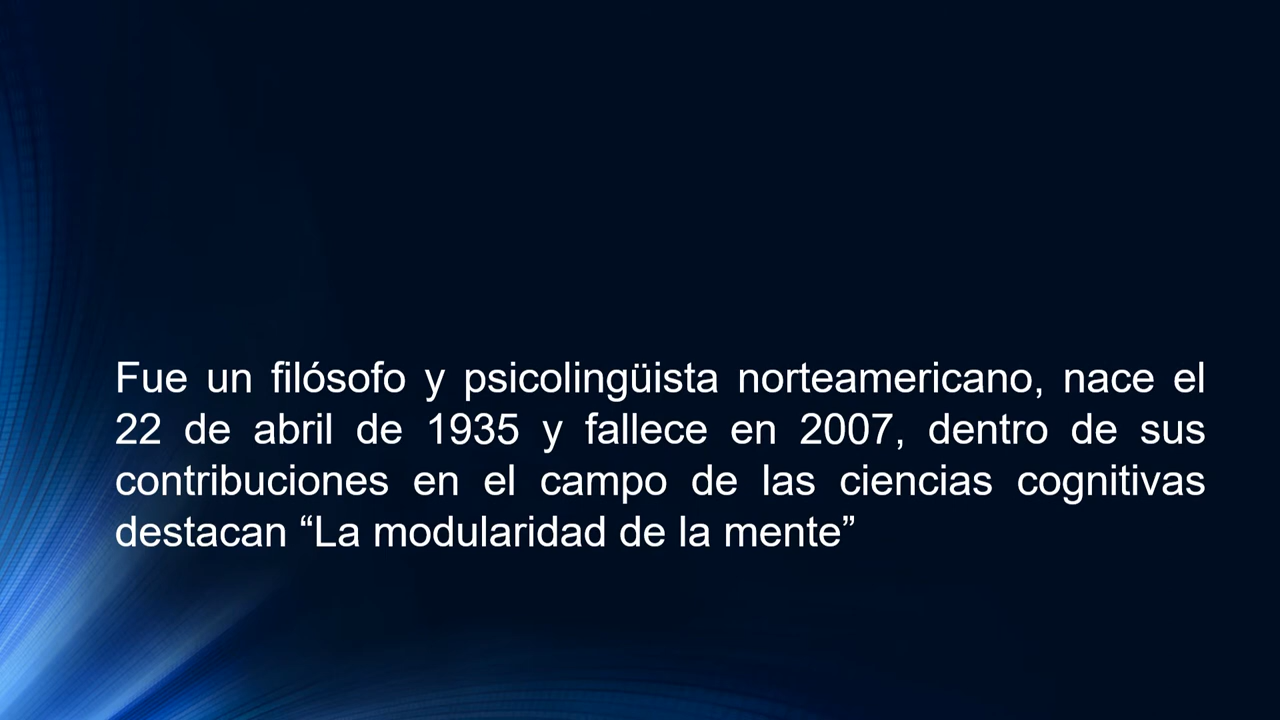 Fue un filósofo y psicolingüista norteamericano, nace el
22 de abril de 1935 y fallece en 2007, dentro de sus
contribuciones en el campo de las ciencias cognitivas
destacan “La modularidad de la mente”